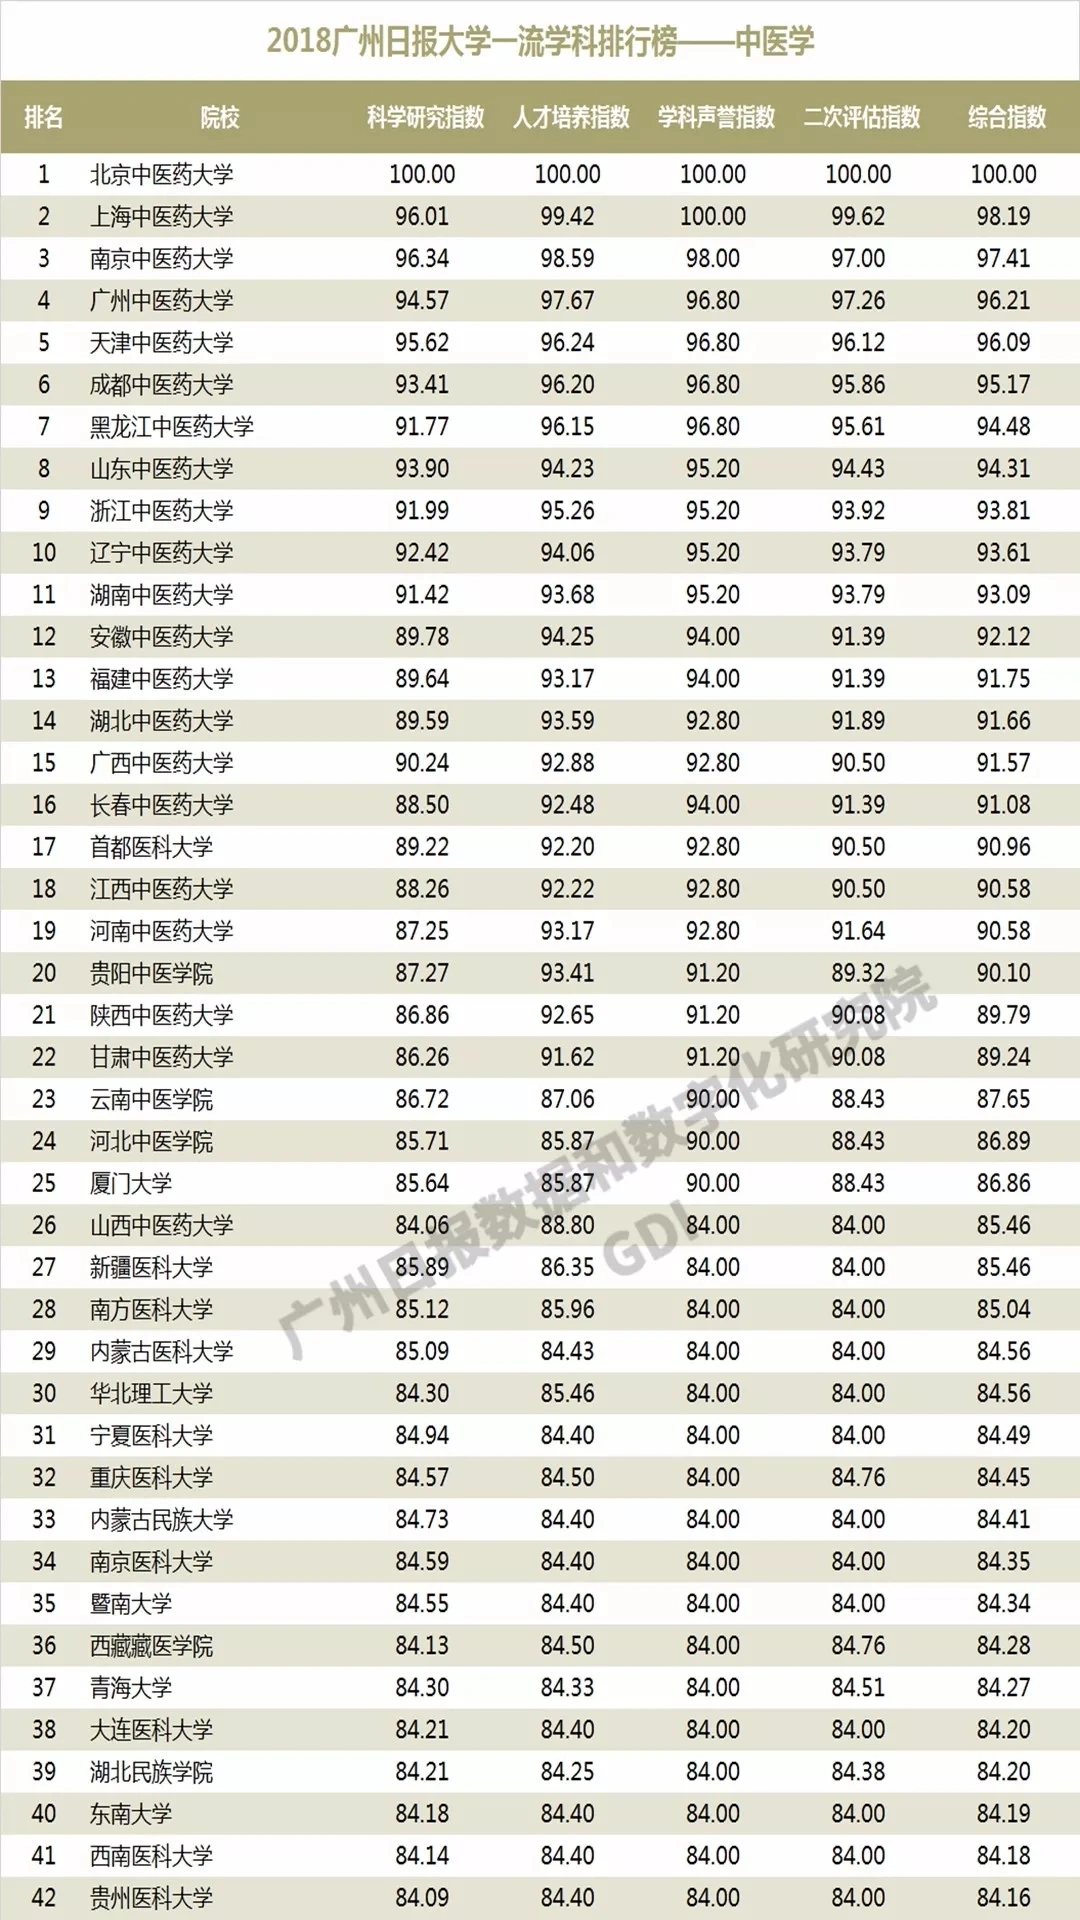 2018广州日报大学一流学科排行榜——中医学
排名 院校 科学研究指数 人才培养指数 学科声誉指数 二次评估指数 综合指数
1 北京中医药大学 100.00 100.00 100.00 100.00 100.00
2 上海中医药大学 96.01 99.42 100.00 99.62 98.19
3 南京中医药大学 96.34 98.59 98.00 97.00 97.41
4 广州中医药大学 94.57 97.67 96.80 97.26 96.21
5 天津中医药大学 95.62 96.24 96.80 96.12 96.09
6 成都中医药大学 93.41 96.20 96.80 95.86 95.17
7 黑龙江中医药大学 91.77 96.15 96.80 95.61 94.48
8 山东中医药大学 93.90 94.23 95.20 94.43 94.31
9 浙江中医药大学 91.99 95.26 95.20 93.92 93.81
10 辽宁中医药大学 92.42 94.06 95.20 93.79 93.61
11 湖南中医药大学 91.42 93.68 95.20 93.79 93.09
12 安徽中医药大学 89.78 94.25 94.00 91.39 92.12
13 福建中医药大学 89.64 93.17 94.00 91.39 91.75
14 湖北中医药大学 89.59 93.59 92.80 91.89 91.66
15 广西中医药大学 90.24 92.88 92.80 90.50 91.57
16 长春中医药大学 88.50 92.48 94.00 91.39 91.08
17 首都医科大学 89.22 92.20 92.80 90.50 90.96
18 江西中医药大学 88.26 92.22 92.80 90.50 90.58
19 河南中医药大学 87.25 93.17 92.80 91.64 90.58
20 贵阳中医学院 87.27 93.41 91.20 89.32 90.10
21 陕西中医药大学 86.86 92.65 91.20 90.08 89.79
22 甘肃中医药大学 86.26 91.62 91.20 90.08 89.24
23 云南中医学院 86.72 87.06 90.00 88.43 87.65
24 河北中医学院 85.71 85.87 90.00 88.43 86.89
25 厦门大学 85.64 85.87 90.00 88.43 86.86
26 山西中医药大学 84.06 88.80 84.00 84.00 85.46
27 新疆医科大学 85.89 86.35 84.00 84.00 85.46
28 南方医科大学 85.12 85.96 84.00 84.00 85.04
29 内蒙古医科大学 85.09 84.43 84.00 84.00 84.56
30 华北理工大学 84.30 85.46 84.00 84.00 84.56
31 宁夏医科大学 84.94 84.40 84.00 84.00 84.49
32 重庆医科大学 84.57 84.50 84.00 84.76 84.45
33 内蒙古民族大学 84.73 84.40 84.00 84.00 84.41
34 南京医科大学 84.59 84.40 84.00 84.00 84.35
35 暨南大学 84.55 84.40 84.00 84.00 84.34
36 西藏藏医学院 84.13 84.50 84.00 84.76 84.28
37 青海大学 84.30 84.33 84.00 84.51 84.27
38 大连医科大学 84.21 84.40 84.00 84.00 84.20
39 湖北民族学院 84.21 84.25 84.00 84.38 84.20
40 东南大学 84.18 84.40 84.00 84.00 84.19
41 西南医科大学 84.14 84.40 84.00 84.00 84.18
42 贵州医科大学 84.09 84.40 84.00 84.00 84.16
广州日报数据和数字化研究院
GDI